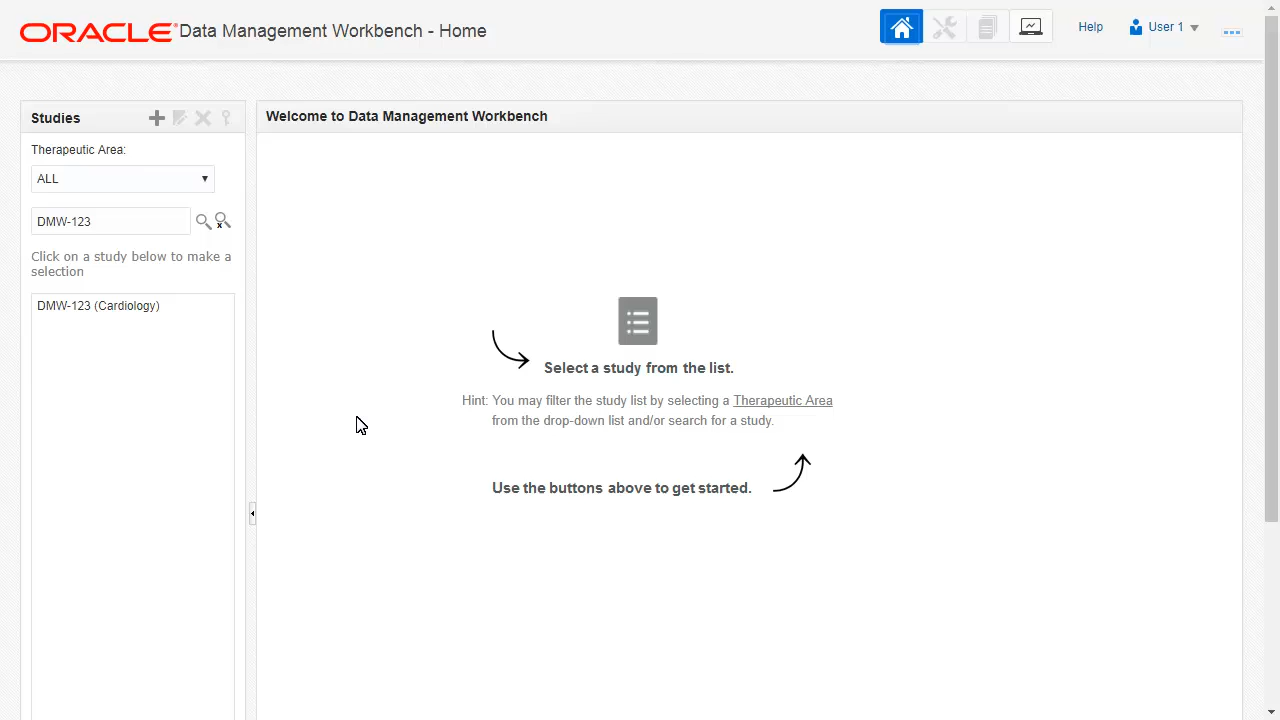 ORACLE Data Management Workbench - Home
Help
User 1
Studies
Therapeutic Area:
ALL
DMW-123
Click on a study below to make a
selection
DMW-123 (Cardiology)
Welcome to Data Management Workbench
Select a study from the list.
Hint: You may filter the study list by selecting a Therapeutic Area
from the drop-down list and/or search for a study.
Use the buttons above to get started.